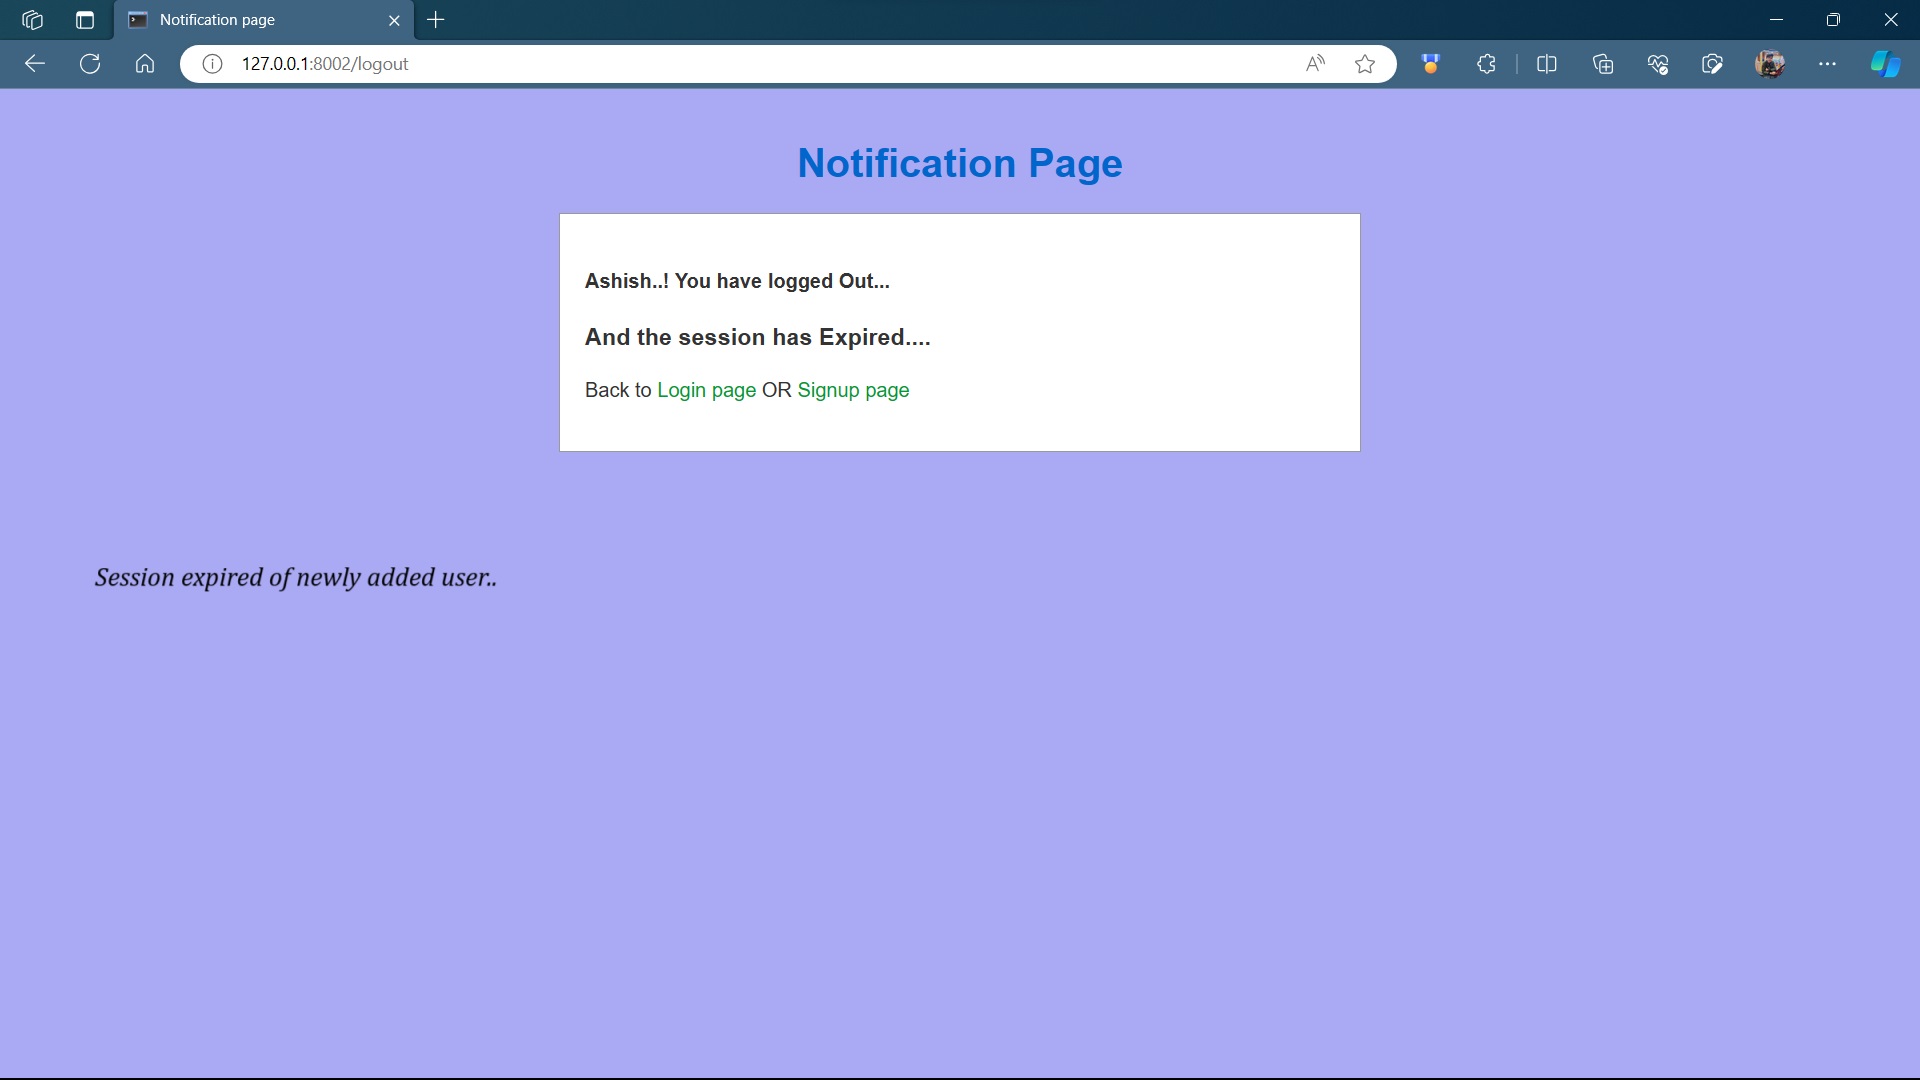 Notification page
127.0.0.1:8002/logout
Notification Page
Ashish..! You have logged Out...
And the session has Expired....
Back to Login page OR Signup page
Session expired of newly added user..